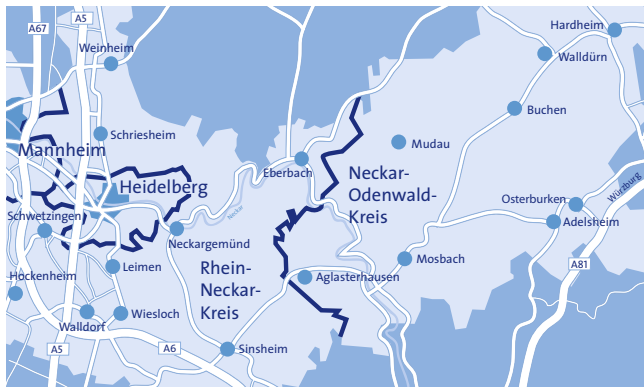 A5
Hardheim
A67
Weinheim
Walldürn
Buchen
Schriesheim
Mannheim
Mudau
Eberbach
Neckar-
Odenwald-
Kreis
Heidelberg
Osterburken
Würzburg
Schwetzingen
Neckar
Adelsheim
Neckargemünd
Mosbach
A81
Leimen
Rhein-
Neckar-
Kreis
Aglasterhausen
Hockenheim
Walldorf
Wiesloch
A5
A6
Sinsheim